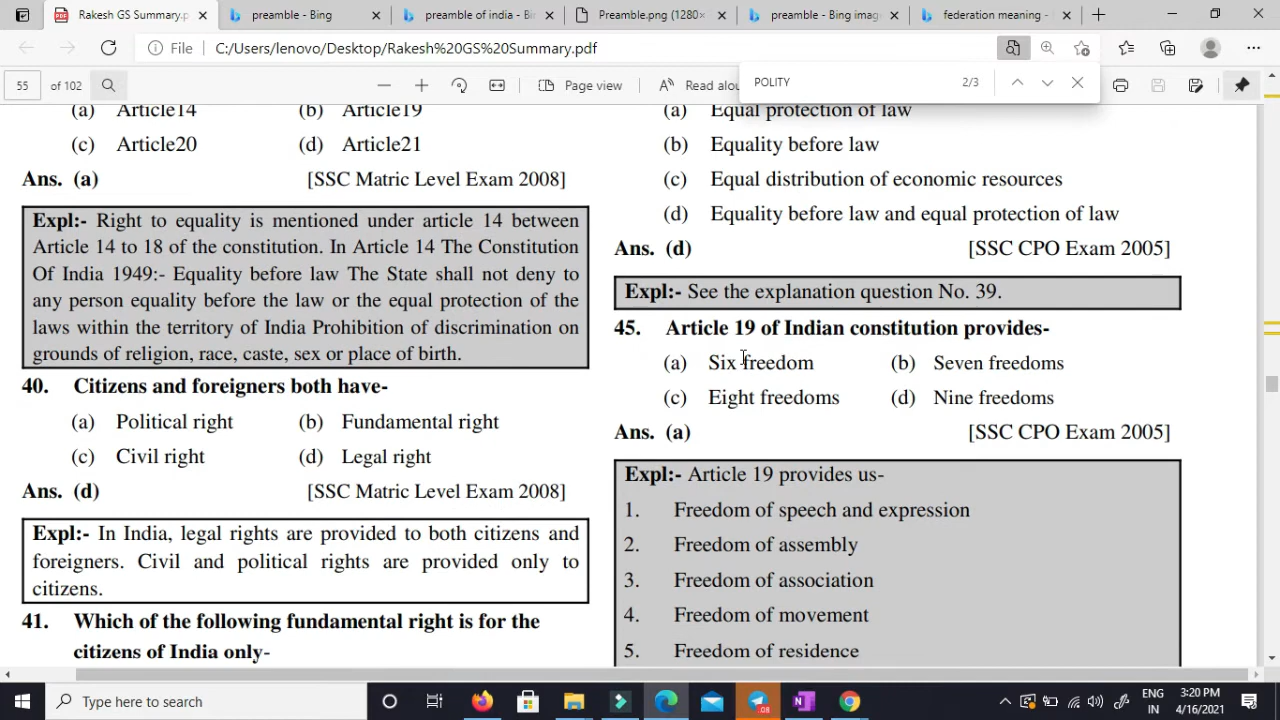 Rakesh GS Summary.p
preamble - Bing
preamble of india - B
Preamble.png (1280×
preamble - Bing imag
federation meaning -
File
C:/Users/lenovo/Desktop/Rakesh%20GS%20Summary.pdf
55 of 102
Page view
Read alou
POLITY
2/3
(a) Article14 (b) Article19
(c) Article20 (d) Article21
Ans. (a) [SSC Matric Level Exam 2008]
Expl:- Right to equality is mentioned under article 14 between
Article 14 to 18 of the constitution. In Article 14 The Constitution
Of India 1949:- Equality before law The State shall not deny to
any person equality before the law or the equal protection of the
laws within the territory of India Prohibition of discrimination on
grounds of religion, race, caste, sex or place of birth.
40. Citizens and foreigners both have-
(a) Political right (b) Fundamental right
(c) Civil right (d) Legal right
Ans. (d) [SSC Matric Level Exam 2008]
Expl:- In India, legal rights are provided to both citizens and
foreigners. Civil and political rights are provided only to
citizens.
41. Which of the following fundamental right is for the
citizens of India only-
(a) Equal protection of law
(b) Equality before law
(c) Equal distribution of economic resources
(d) Equality before law and equal protection of law
Ans. (d) [SSC CPO Exam 2005]
Expl:- See the explanation question No. 39.
45. Article 19 of Indian constitution provides-
(a) Six freedom (b) Seven freedoms
(c) Eight freedoms (d) Nine freedoms
Ans. (a) [SSC CPO Exam 2005]
Expl:- Article 19 provides us-
1. Freedom of speech and expression
2. Freedom of assembly
3. Freedom of association
4. Freedom of movement
5. Freedom of residence
Type here to search
08
ENG
IN
3:20 PM
4/16/2021